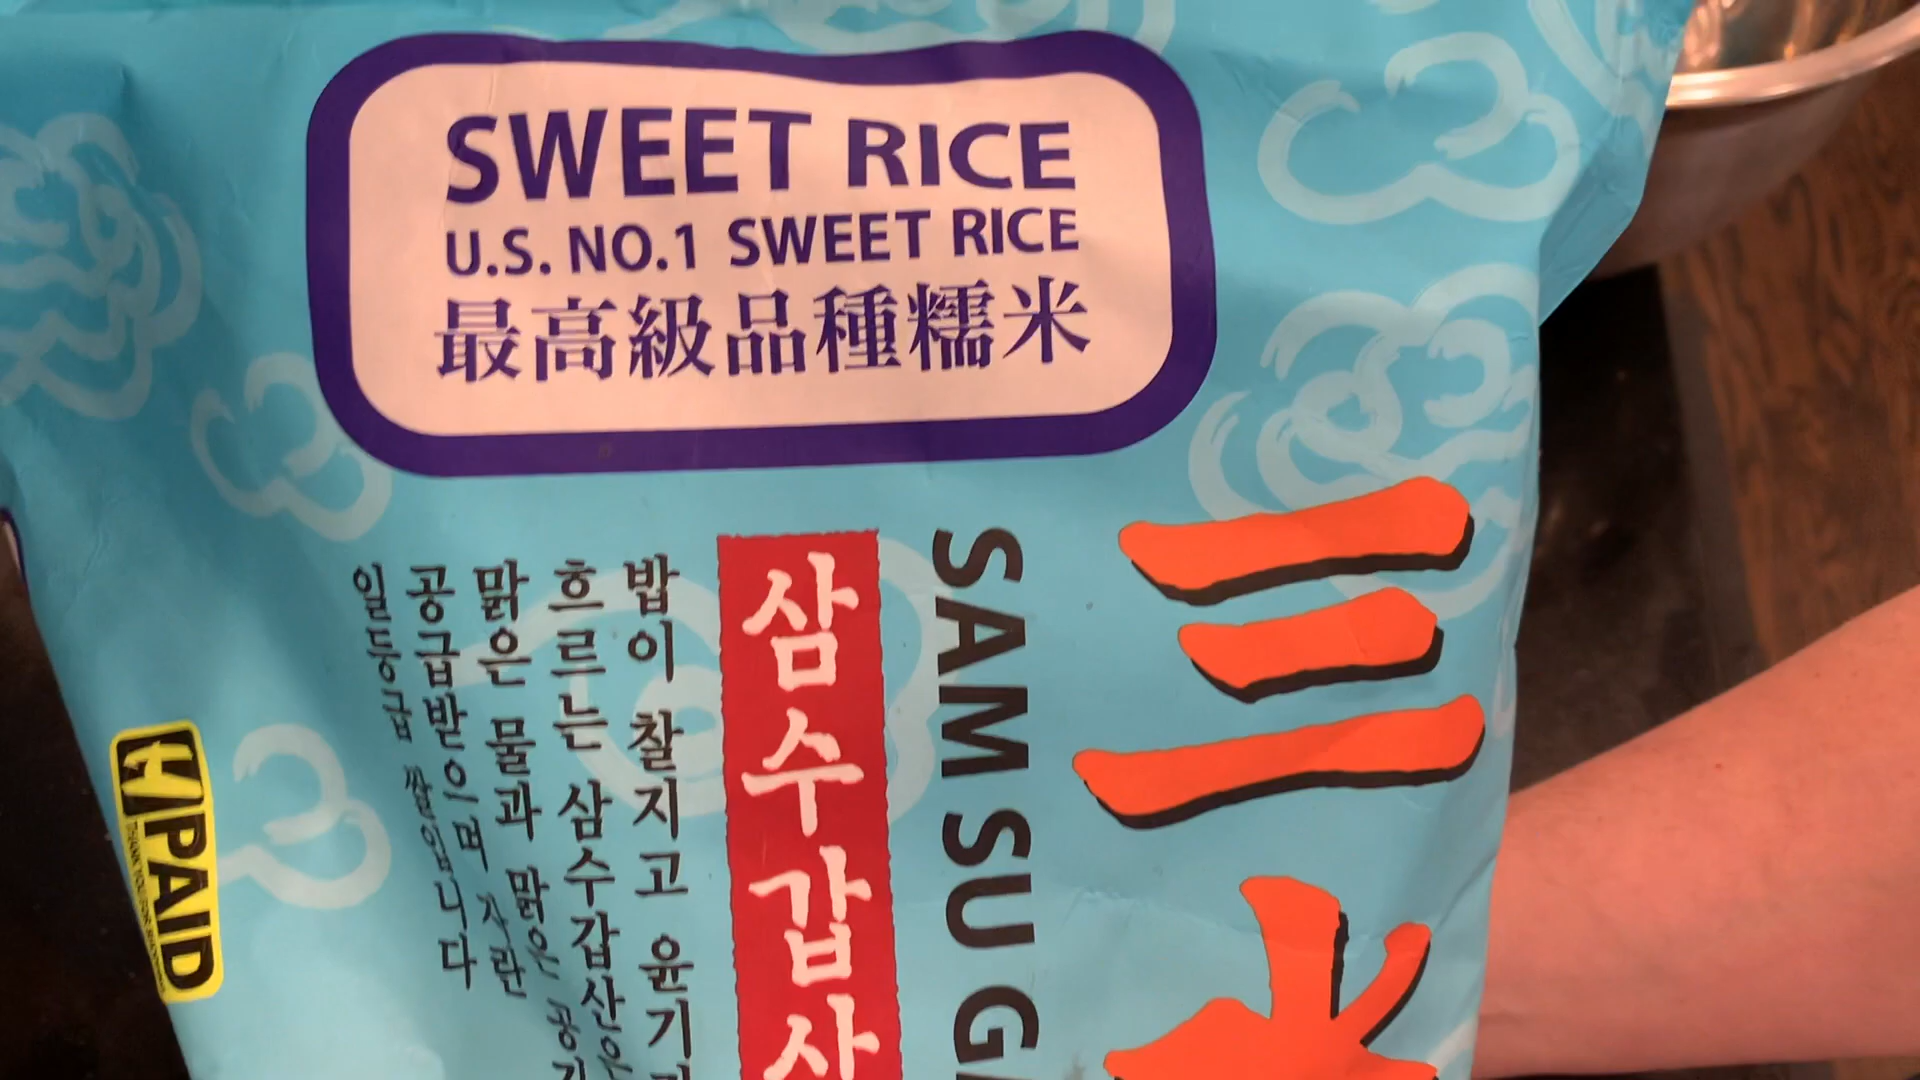 SWEET RICE
U.S. NO.1 SWEET RICE
最高級品種糯米
三水
SAM SU G
삼수갑산
밥이 찰지고 윤기
흐르는 삼수갑산은
맑은 물과 맑은 공기
공급받으며 자란
일등급 쌀입니다
PAID